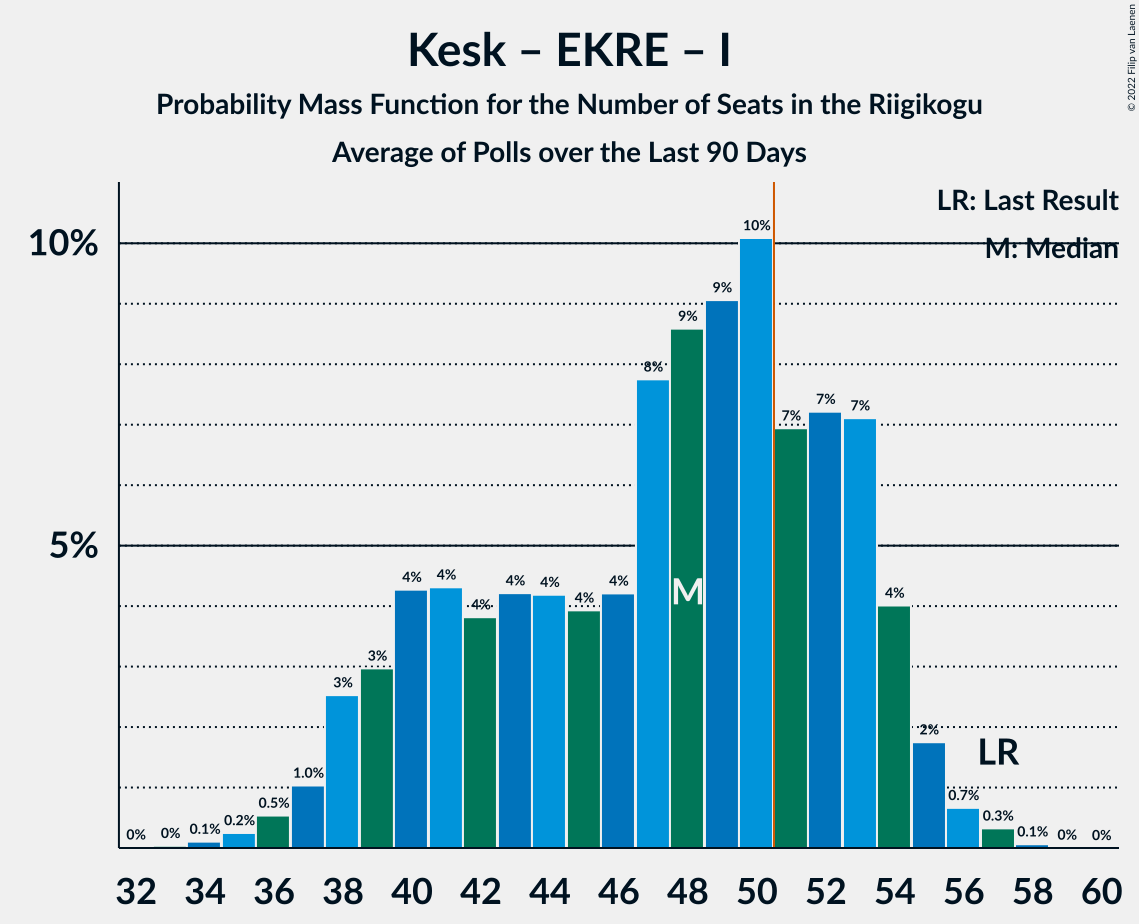 Kesk – EKRE – I
Probability Mass Function for the Number of Seats in the Riigikogu
Average of Polls over the Last 90 Days
© 2022 Filip van Laenen
LR: Last Result
M: Median
10%
5%
0% 0% 0.1% 0.2% 0.5% 1.0% 3% 3% 4% 4% 4% 4% 4% 4% 4% 8% 9% 9% 10% 7% 7% 7% 4% 2% 0.7% 0.3% 0.1% 0% 0%
M
LR
32 34 36 38 40 42 44 46 48 50 52 54 56 58 60